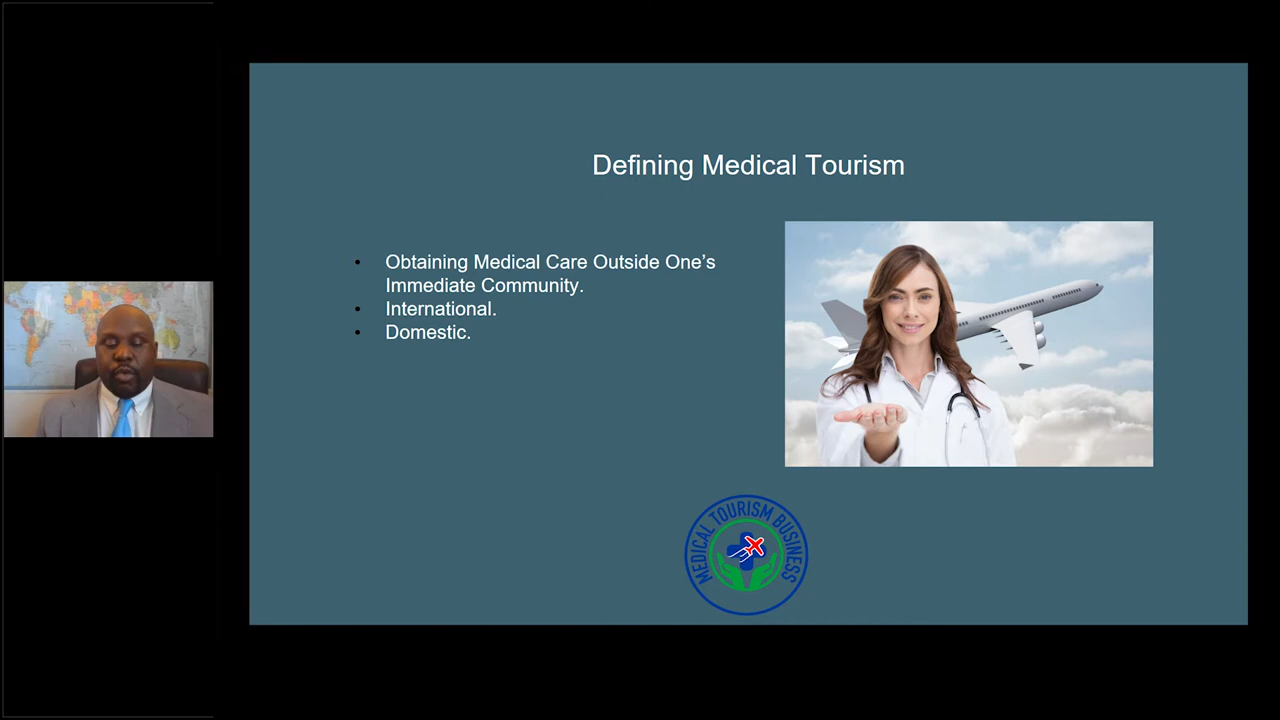 Defining Medical Tourism
• Obtaining Medical Care Outside One’s
Immediate Community.
• International.
• Domestic.
MEDICAL TOURISM BUSINESS